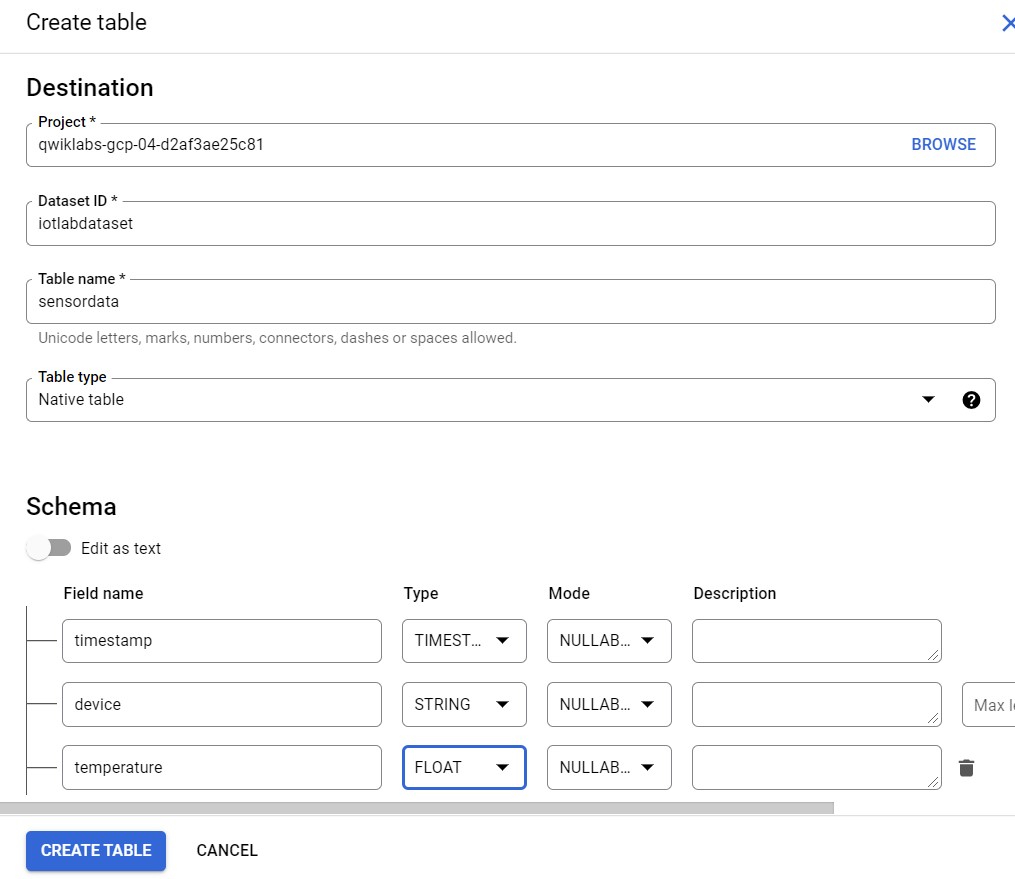 Create table
Destination
Project *
qwiklabs-gcp-04-d2af3ae25c81 BROWSE
Dataset ID *
iotlabdataset
Table name *
sensordata
Unicode letters, marks, numbers, connectors, dashes or spaces allowed.
Table type
Native table
Schema
Edit as text
Field name Type Mode Description
timestamp TIMEST... NULLAB...
device STRING NULLAB... Max
temperature FLOAT NULLAB...
CREATE TABLE CANCEL